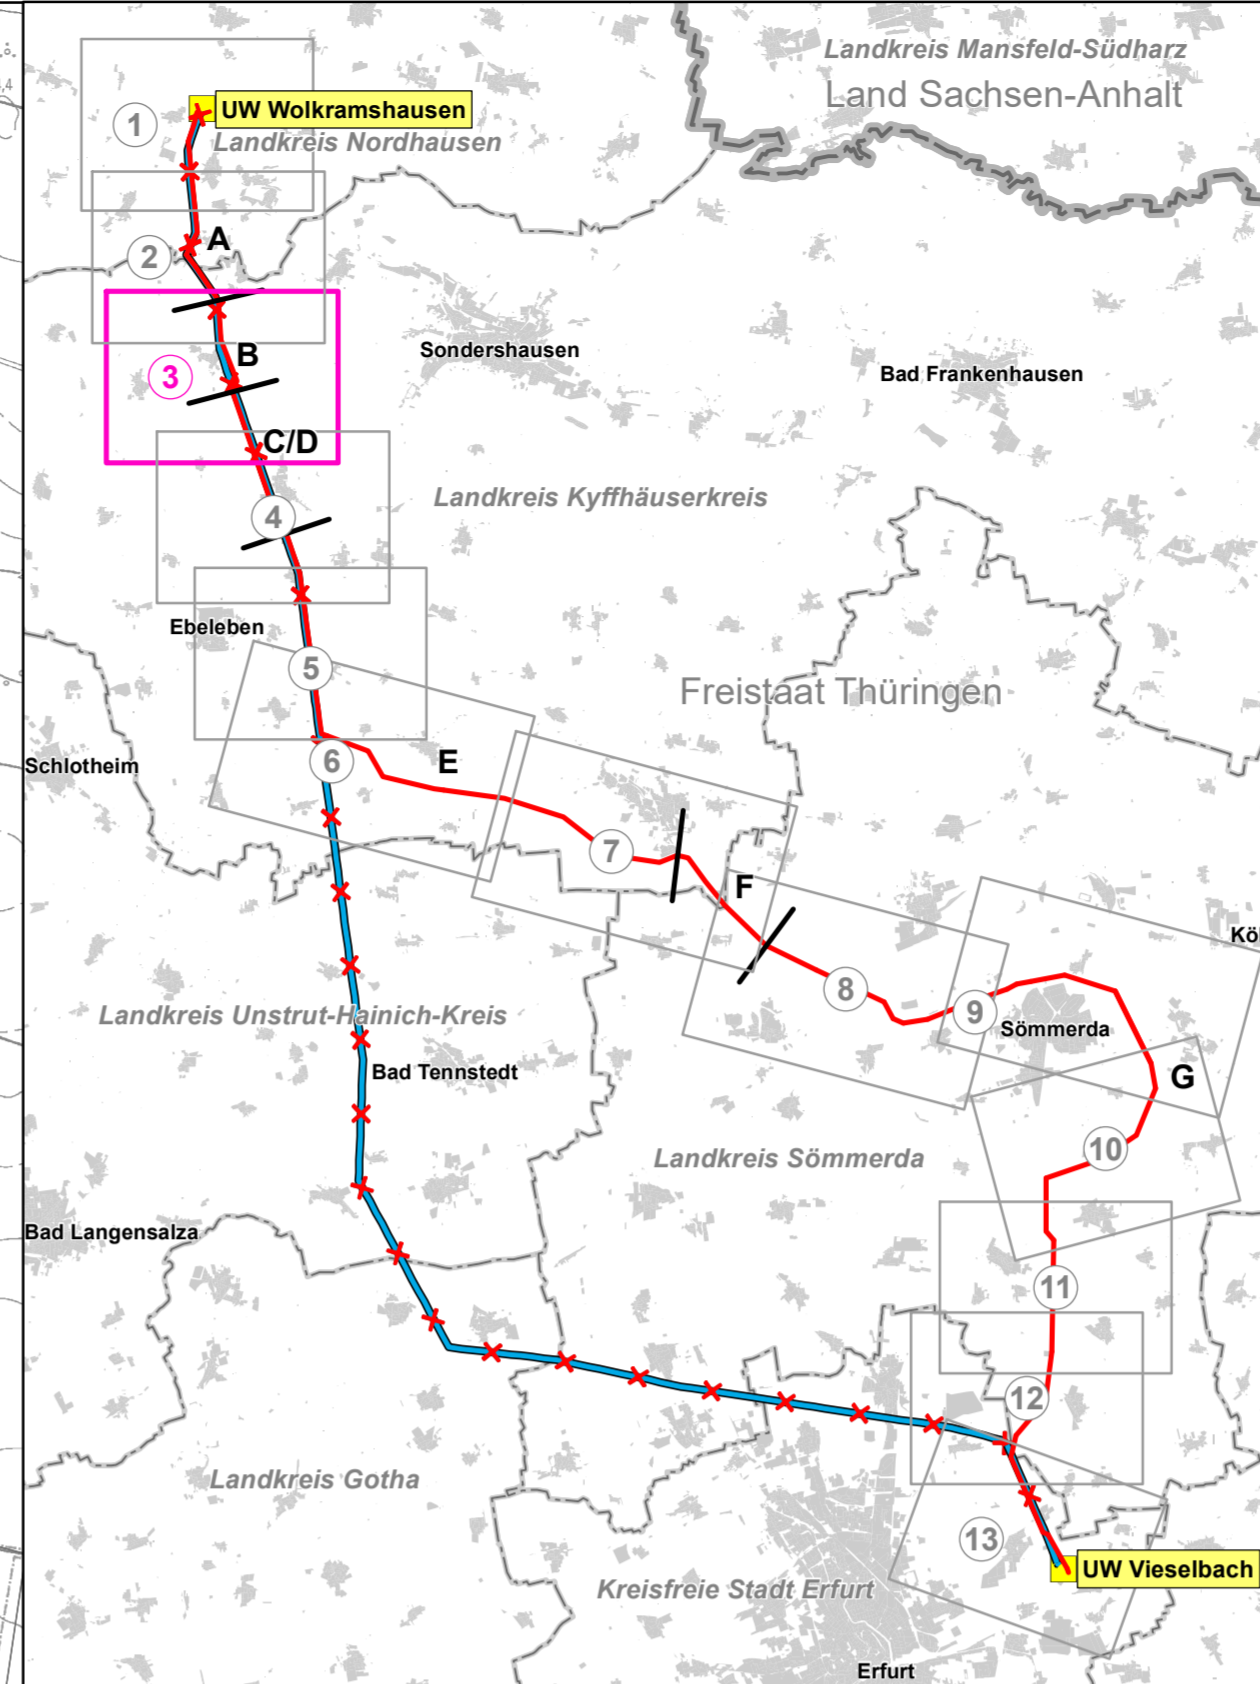 Landkreis Mansfeld-Südharz
Land Sachsen-Anhalt
UW Wolkramshausen
1
Landkreis Nordhausen
A
2
Sondershausen
B
3
Bad Frankenhausen
C/D
Landkreis Kyffhäuserkreis
4
Ebeleben
5
Freistaat Thüringen
Schlotheim
6
E
7
F
Kö
8
9
Landkreis Unstrut-Hainich-Kreis
Sömmerda
Bad Tennstedt
G
10
Landkreis Sömmerda
Bad Langensalza
11
12
Landkreis Gotha
13
UW Vieselbach
Kreisfreie Stadt Erfurt
Erfurt